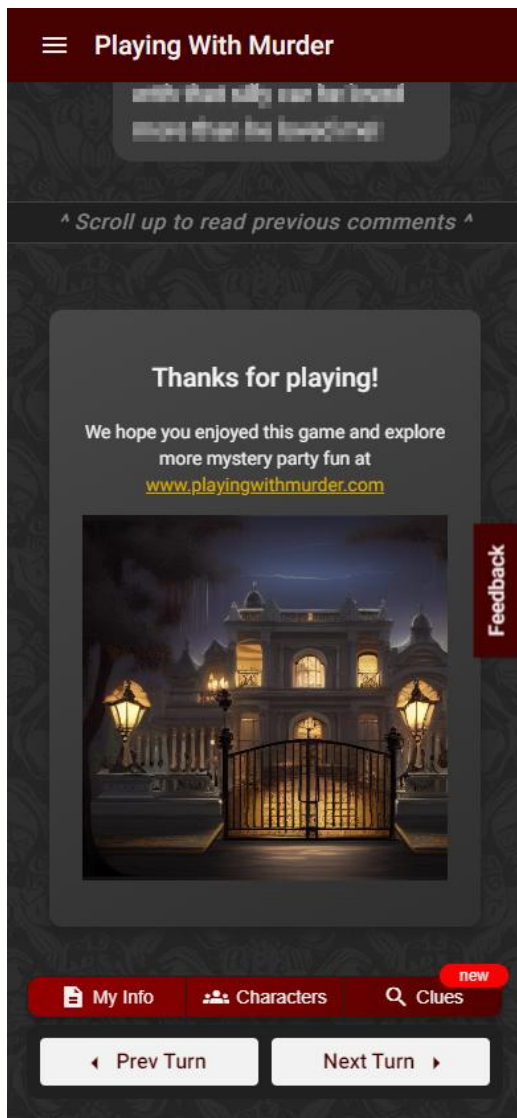 Playing With Murder
^ Scroll up to read previous comments ^
Thanks for playing!
We hope you enjoyed this game and explore
more mystery party fun at
www.playingwithmurder.com
Feedback
new
My Info
Characters
Clues
Prev Turn
Next Turn